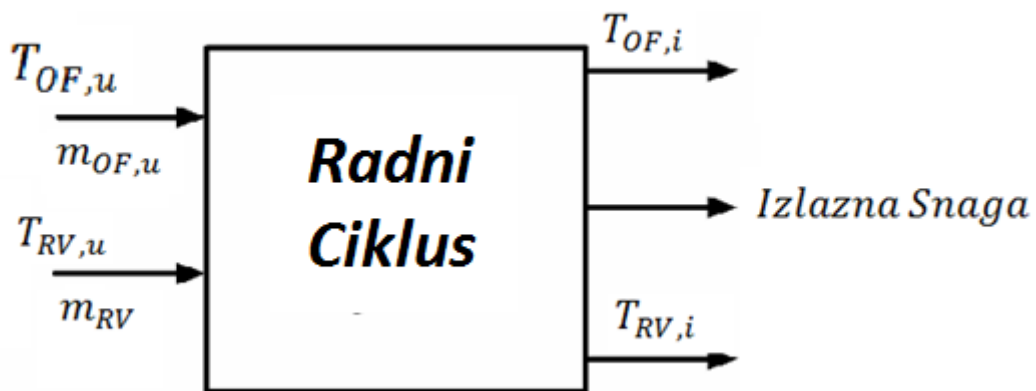 T_{OF,u}
m_{OF,u}
T_{RV,u}
m_{RV}
Radni
Ciklus
T_{OF,i}
Izlazna Snaga
T_{RV,i}